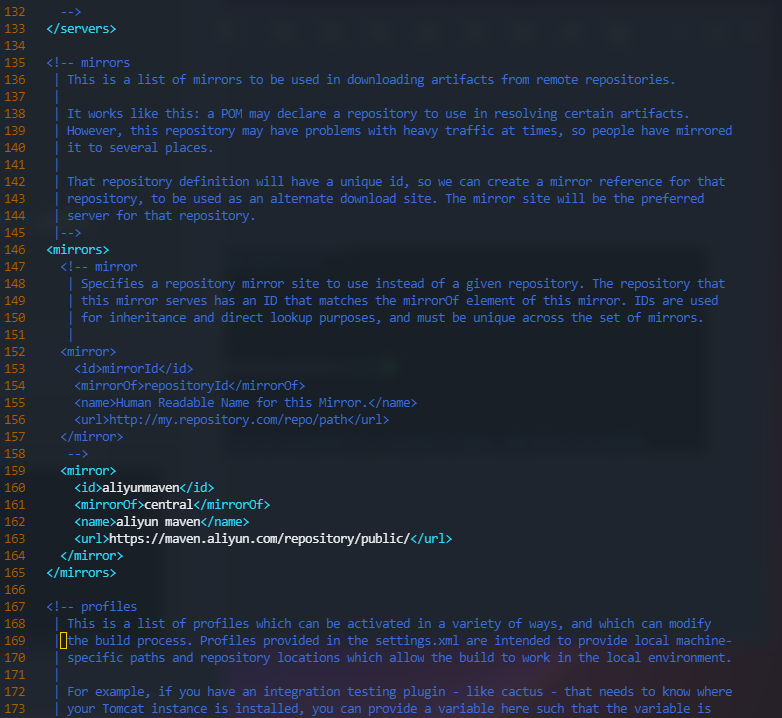 132     -->
133   </servers>
134
135   <!-- mirrors
136    | This is a list of mirrors to be used in downloading artifacts from remote repositories.
137    |
138    | It works like this: a POM may declare a repository to use in resolving certain artifacts.
139    | However, this repository may have problems with heavy traffic at times, so people have mirrored
140    | it to several places.
141    |
142    | That repository definition will have a unique id, so we can create a mirror reference for that
143    | repository, to be used as an alternate download site. The mirror site will be the preferred
144    | server for that repository.
145    |-->
146   <mirrors>
147     <!-- mirror
148      | Specifies a repository mirror site to use instead of a given repository. The repository that
149      | this mirror serves has an ID that matches the mirrorOf element of this mirror. IDs are used
150      | for inheritance and direct lookup purposes, and must be unique across the set of mirrors.
151      |
152     <mirror>
153       <id>mirrorId</id>
154       <mirrorOf>repositoryId</mirrorOf>
155       <name>Human Readable Name for this Mirror.</name>
156       <url>http://my.repository.com/repo/path</url>
157     </mirror>
158      -->
159     <mirror>
160       <id>aliyunmaven</id>
161       <mirrorOf>central</mirrorOf>
162       <name>aliyun maven</name>
163       <url>https://maven.aliyun.com/repository/public/</url>
164     </mirror>
165   </mirrors>
166
167   <!-- profiles
168    | This is a list of profiles which can be activated in a variety of ways, and which can modify
169    | the build process. Profiles provided in the settings.xml are intended to provide local machine-
170    | specific paths and repository locations which allow the build to work in the local environment.
171    |
172    | For example, if you have an integration testing plugin - like cactus - that needs to know where
173    | your Tomcat instance is installed, you can provide a variable here such that the variable is